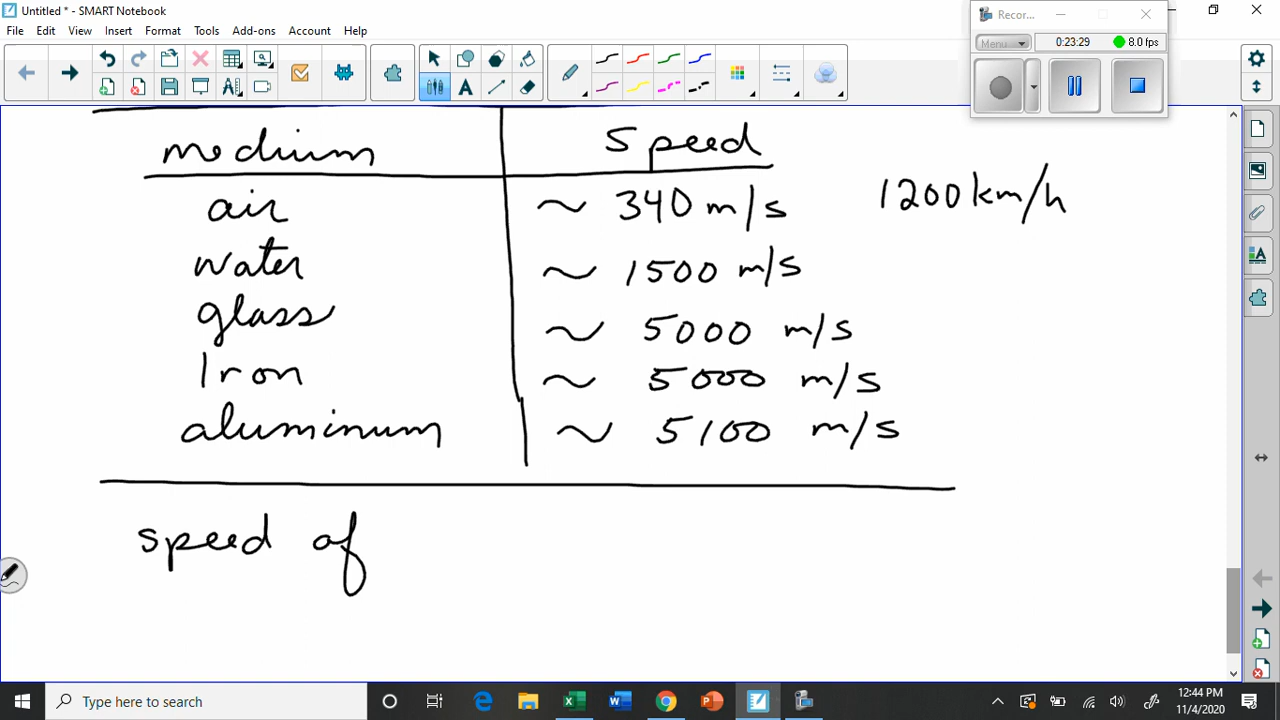 Untitled * - SMART Notebook
Recor...
File Edit View Insert Format Tools Add-ons Account Help
Menu
0:23:29
8.0 fps
medium Speed
air ~ 340 m/s 1200 km/h
water ~ 1500 m/s
glass ~ 5000 m/s
Iron ~ 5000 m/s
aluminum ~ 5100 m/s
speed of
Type here to search
12:44 PM
11/4/2020